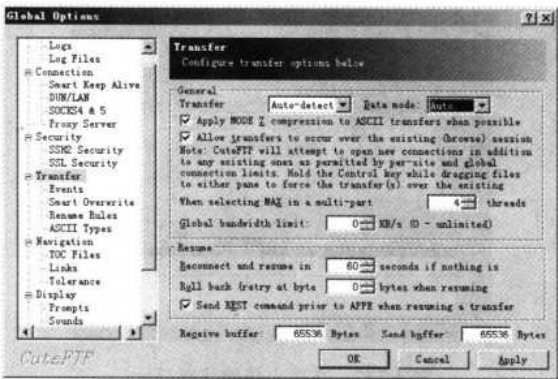 Global Options
Logs
Log Files
Connection
Smart Keep Alive
DUN/LAN
SOCKS4 & 5
Proxy Server
Security
SSH2 Security
SSL Security
Transfer
Events
Smart Overwrite
Rename Rules
ASCII Types
Navigation
TOC Files
Links
Tolerance
Display
Prompts
Sounds
CuteFTP
Transfer
Configure transfer options below
General
Transfer Auto-detect Data mode: Auto
Apply MODE Z compression to ASCII transfers when possible
Allow transfers to occur over the existing (browse) session
Note: CuteFTP will attempt to open new connections in addition
to any existing ones as permitted by per-site and global
connection limits. Hold the Control key while dragging files
to either pane to force the transfer(s) over the existing
When selecting MAX in a multi-part 4 threads
Global bandwidth limit: 0 KB/s (0 - unlimited)
Resume
Reconnect and resume in 60 seconds if nothing is
Roll back (retry at byte 0 bytes when resuming
Send REST command prior to APPE when resuming a transfer
Receive buffer: 65536 Bytes Send buffer: 65536 Bytes
OK Cancel Apply